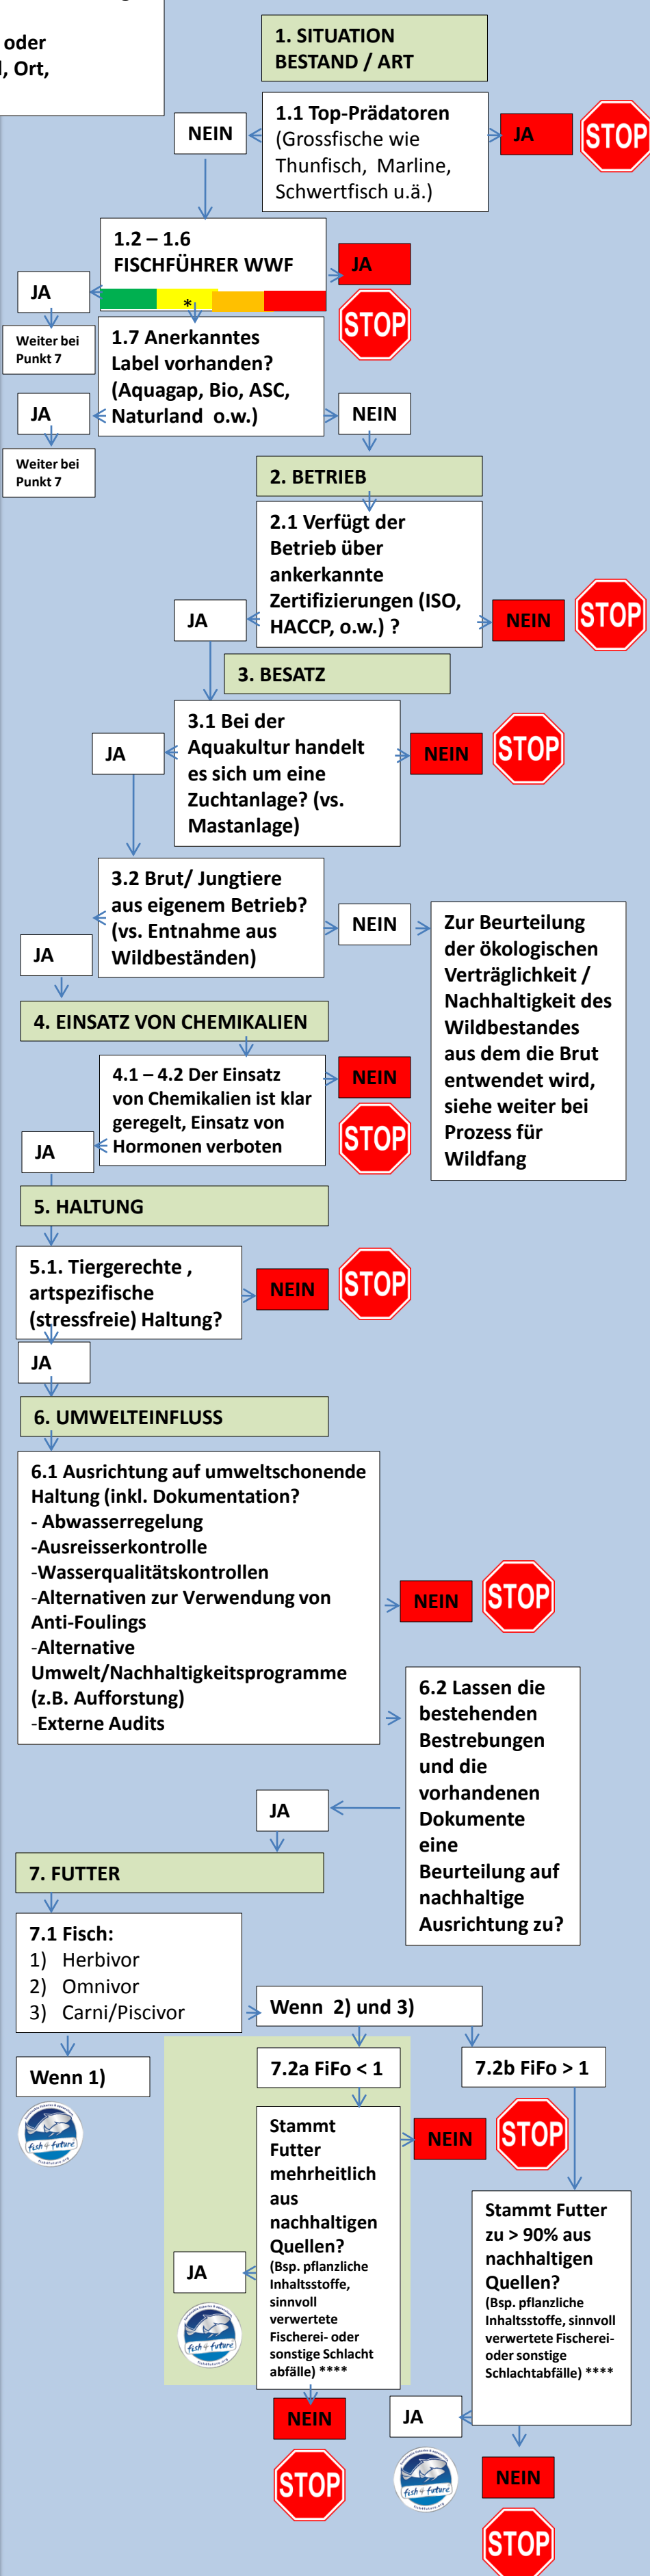 oder
, Ort,
1. SITUATION
BESTAND / ART
1.1 Top-Prädatoren
(Grossfische wie
Thunfisch, Marline,
Schwertfisch u.ä.)
NEIN
JA
STOP
1.2 – 1.6
FISCHFÜHRER WWF
*
JA
STOP
JA
Weiter bei
Punkt 7
1.7 Anerkanntes
Label vorhanden?
(Aquagap, Bio, ASC,
Naturland o.w.)
JA
NEIN
Weiter bei
Punkt 7
2. BETRIEB
2.1 Verfügt der
Betrieb über
ankerkannte
Zertifizierungen (ISO,
HACCP, o.w.) ?
JA
NEIN
STOP
3. BESATZ
3.1 Bei der
Aquakultur handelt
es sich um eine
Zuchtanlage? (vs.
Mastanlage)
JA
NEIN
STOP
3.2 Brut/ Jungtiere
aus eigenem Betrieb?
(vs. Entnahme aus
Wildbeständen)
JA
NEIN
Zur Beurteilung
der ökologischen
Verträglichkeit /
Nachhaltigkeit des
Wildbestandes
aus dem die Brut
entwendet wird,
siehe weiter bei
Prozess für
Wildfang
4. EINSATZ VON CHEMIKALIEN
4.1 – 4.2 Der Einsatz
von Chemikalien ist klar
geregelt, Einsatz von
Hormonen verboten
NEIN
STOP
JA
5. HALTUNG
5.1. Tiergerechte ,
artspezifische
(stressfreie) Haltung?
NEIN
STOP
JA
6. UMWELTEINFLUSS
6.1 Ausrichtung auf umweltschonende
Haltung (inkl. Dokumentation?
- Abwasserregelung
-Ausreisserkontrolle
-Wasserqualitätskontrollen
-Alternativen zur Verwendung von
Anti-Foulings
-Alternative
Umwelt/Nachhaltigkeitsprogramme
(z.B. Aufforstung)
-Externe Audits
NEIN
STOP
6.2 Lassen die
bestehenden
Bestrebungen
und die
vorhandenen
Dokumente
eine
Beurteilung auf
nachhaltige
Ausrichtung zu?
JA
7. FUTTER
7.1 Fisch:
1) Herbivor
2) Omnivor
3) Carni/Piscivor
Wenn 1)
fish 4 future
Wenn 2) und 3)
7.2a FiFo < 1
7.2b FiFo > 1
Stammt
Futter
mehrheitlich
aus
nachhaltigen
Quellen?
(Bsp. pflanzliche
Inhaltsstoffe,
sinnvoll
verwertete
Fischerei- oder
sonstige Schlacht
abfälle) ****
NEIN
STOP
JA
fish 4 future
NEIN
STOP
Stammt Futter
zu > 90% aus
nachhaltigen
Quellen?
(Bsp. pflanzliche
Inhaltsstoffe, sinnvoll
verwertete Fischerei-
oder sonstige
Schlachtabfälle) ****
JA
fish 4 future
NEIN
STOP